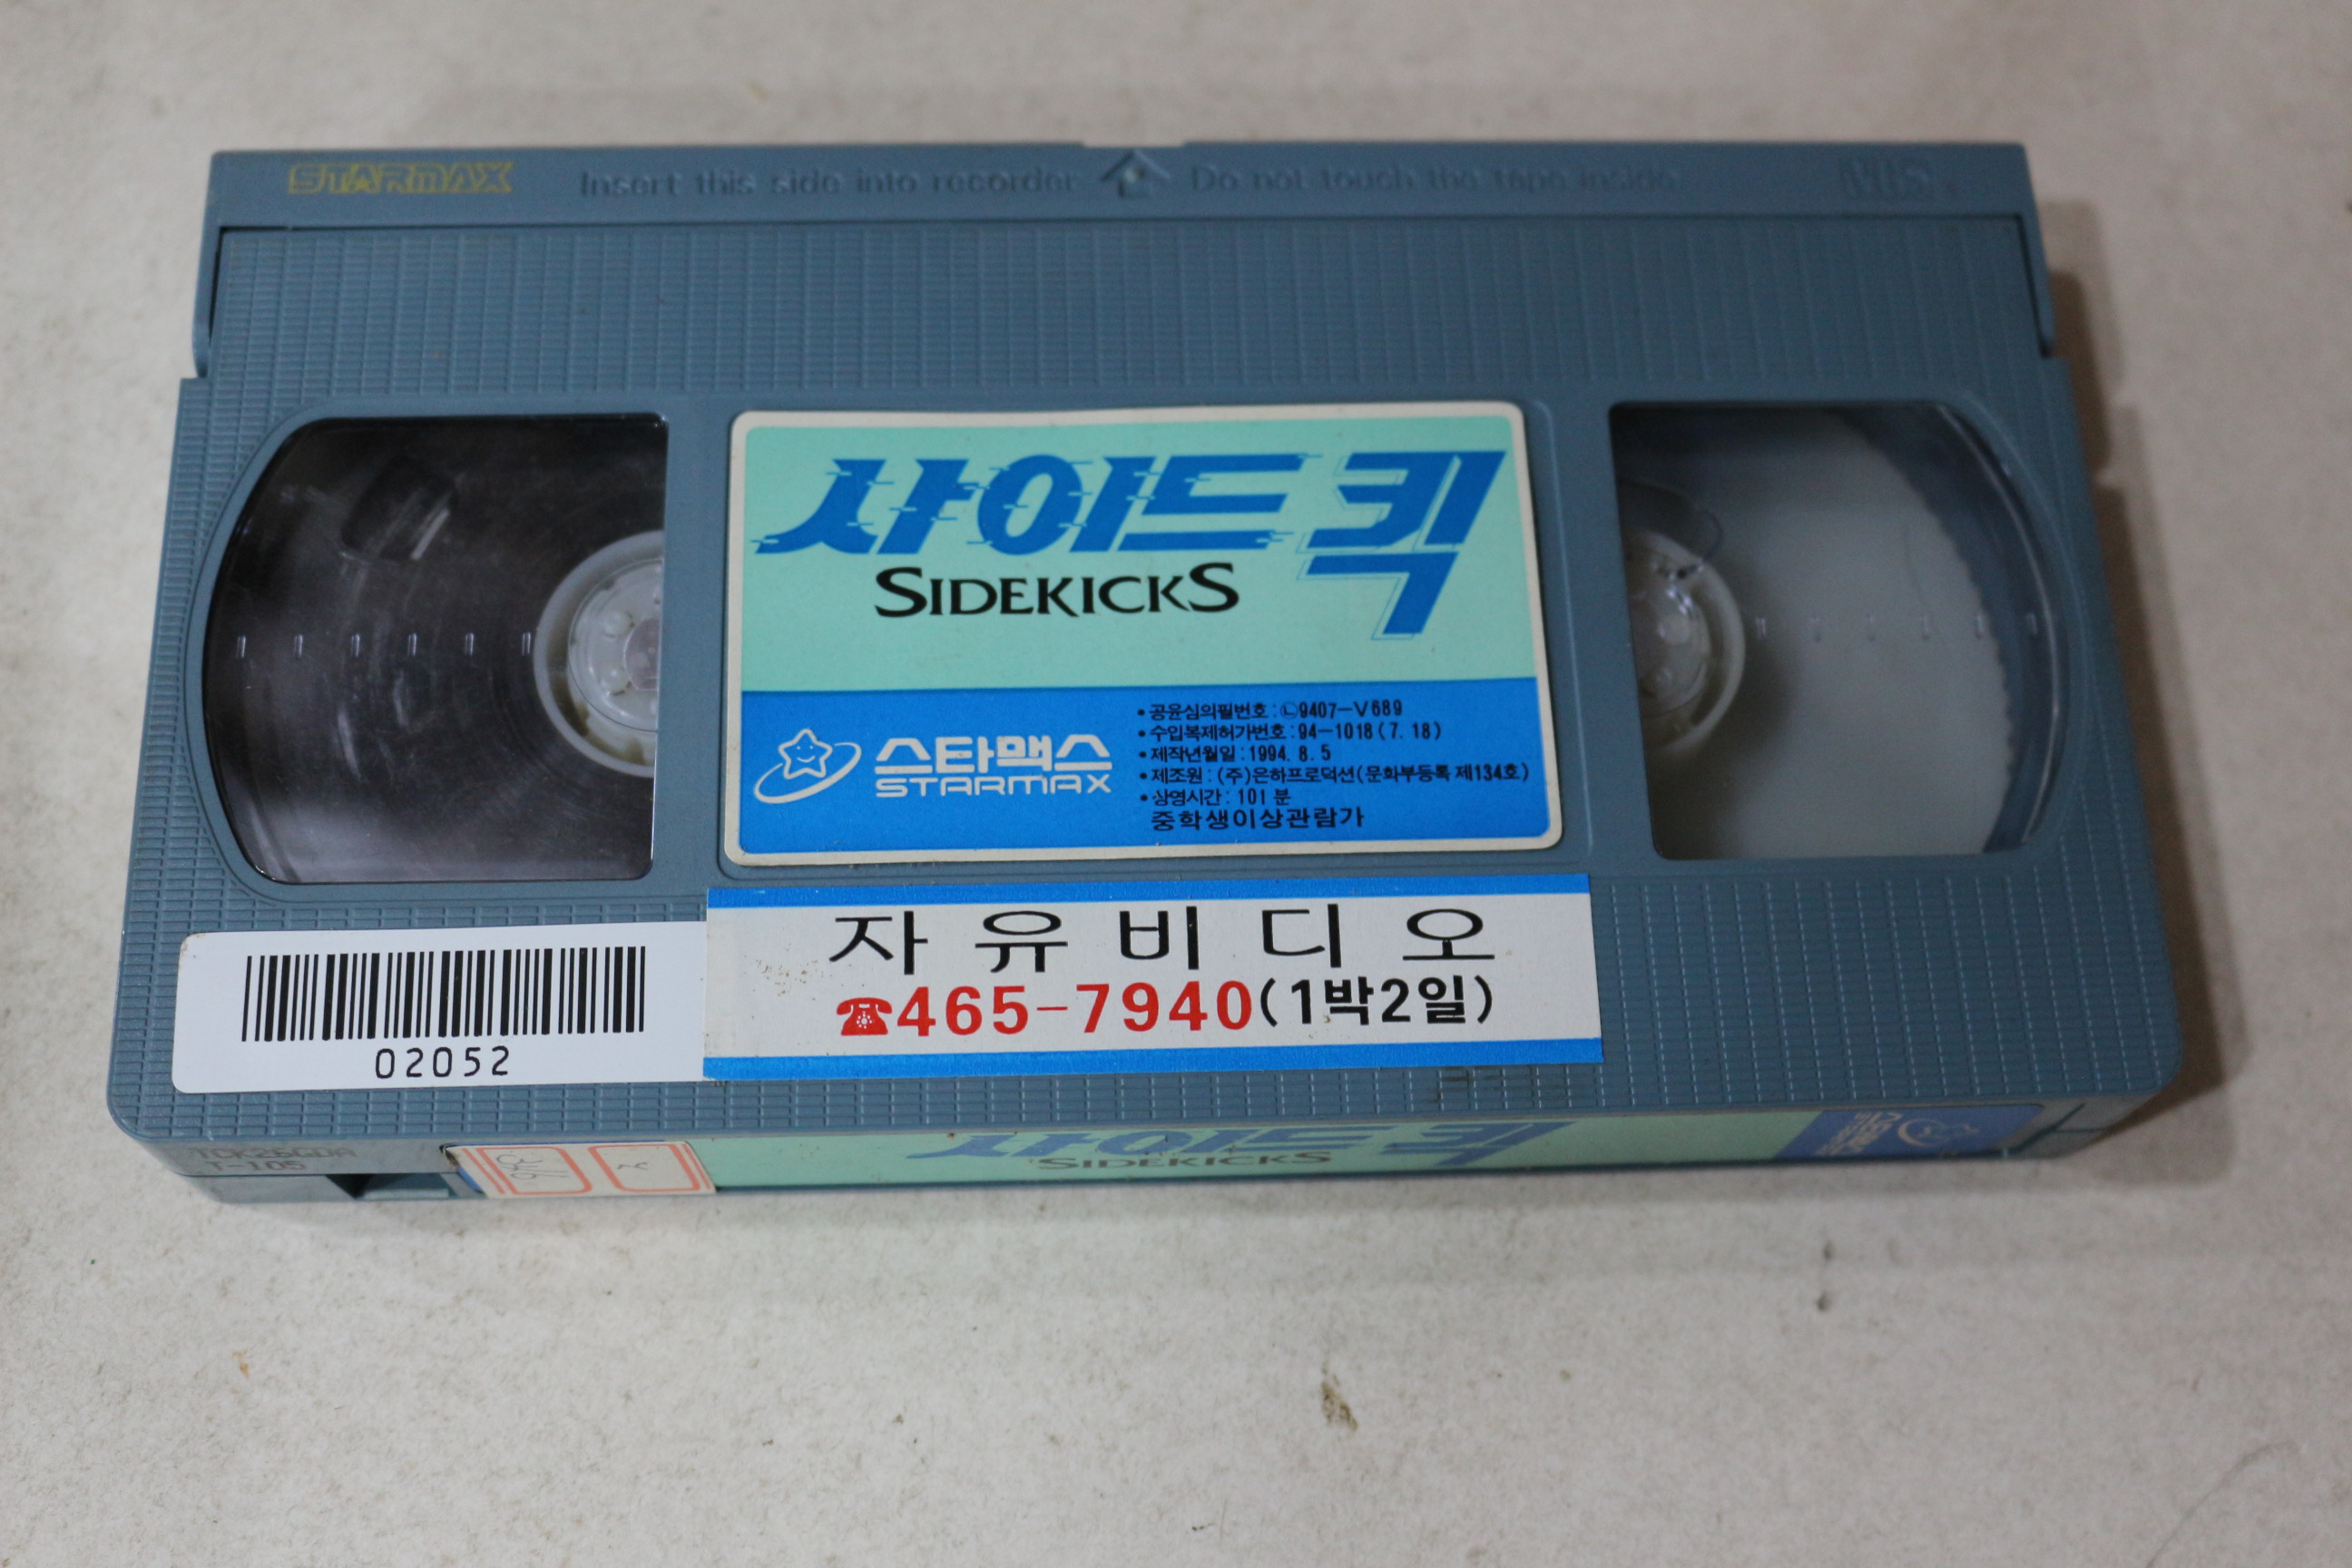 STARMAX Insert this side into recorder Do not touch the tape inside VHS
사이드킥
SIDEKICKS
스타맥스
STARMAX
• 공윤심의필번호 : ㉡9407-V689
• 수입복제허가번호 : 94-1018 (7. 18)
• 제작년월일 : 1994. 8. 5
• 제조원 : (주)은하프로덕션(문화부등록 제134호)
• 상영시간 : 101 분
중학생이상관람가
자유비디오
☎465-7940(1박2일)
02052
T-105
사이드킥
SIDEKICKS